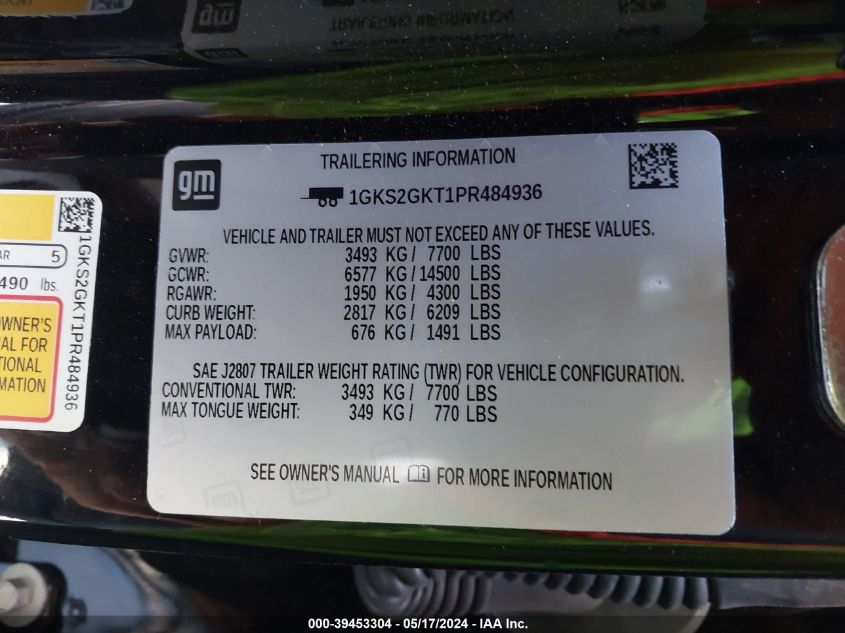 gm
TRAILERING INFORMATION
1GKS2GKT1PR484936
VEHICLE AND TRAILER MUST NOT EXCEED ANY OF THESE VALUES.
GVWR: 3493 KG / 7700 LBS
GCWR: 6577 KG / 14500 LBS
RGAWR: 1950 KG / 4300 LBS
CURB WEIGHT: 2817 KG / 6209 LBS
MAX PAYLOAD: 676 KG / 1491 LBS
SAE J2807 TRAILER WEIGHT RATING (TWR) FOR VEHICLE CONFIGURATION.
CONVENTIONAL TWR: 3493 KG / 7700 LBS
MAX TONGUE WEIGHT: 349 KG / 770 LBS
SEE OWNER'S MANUAL FOR MORE INFORMATION
AR 5
490 lbs.
OWNER'S
AL FOR
TIONAL
MATION
1GKS2GKT1PR484936
000-39453304 / 05/17/2024 - IAA Inc.